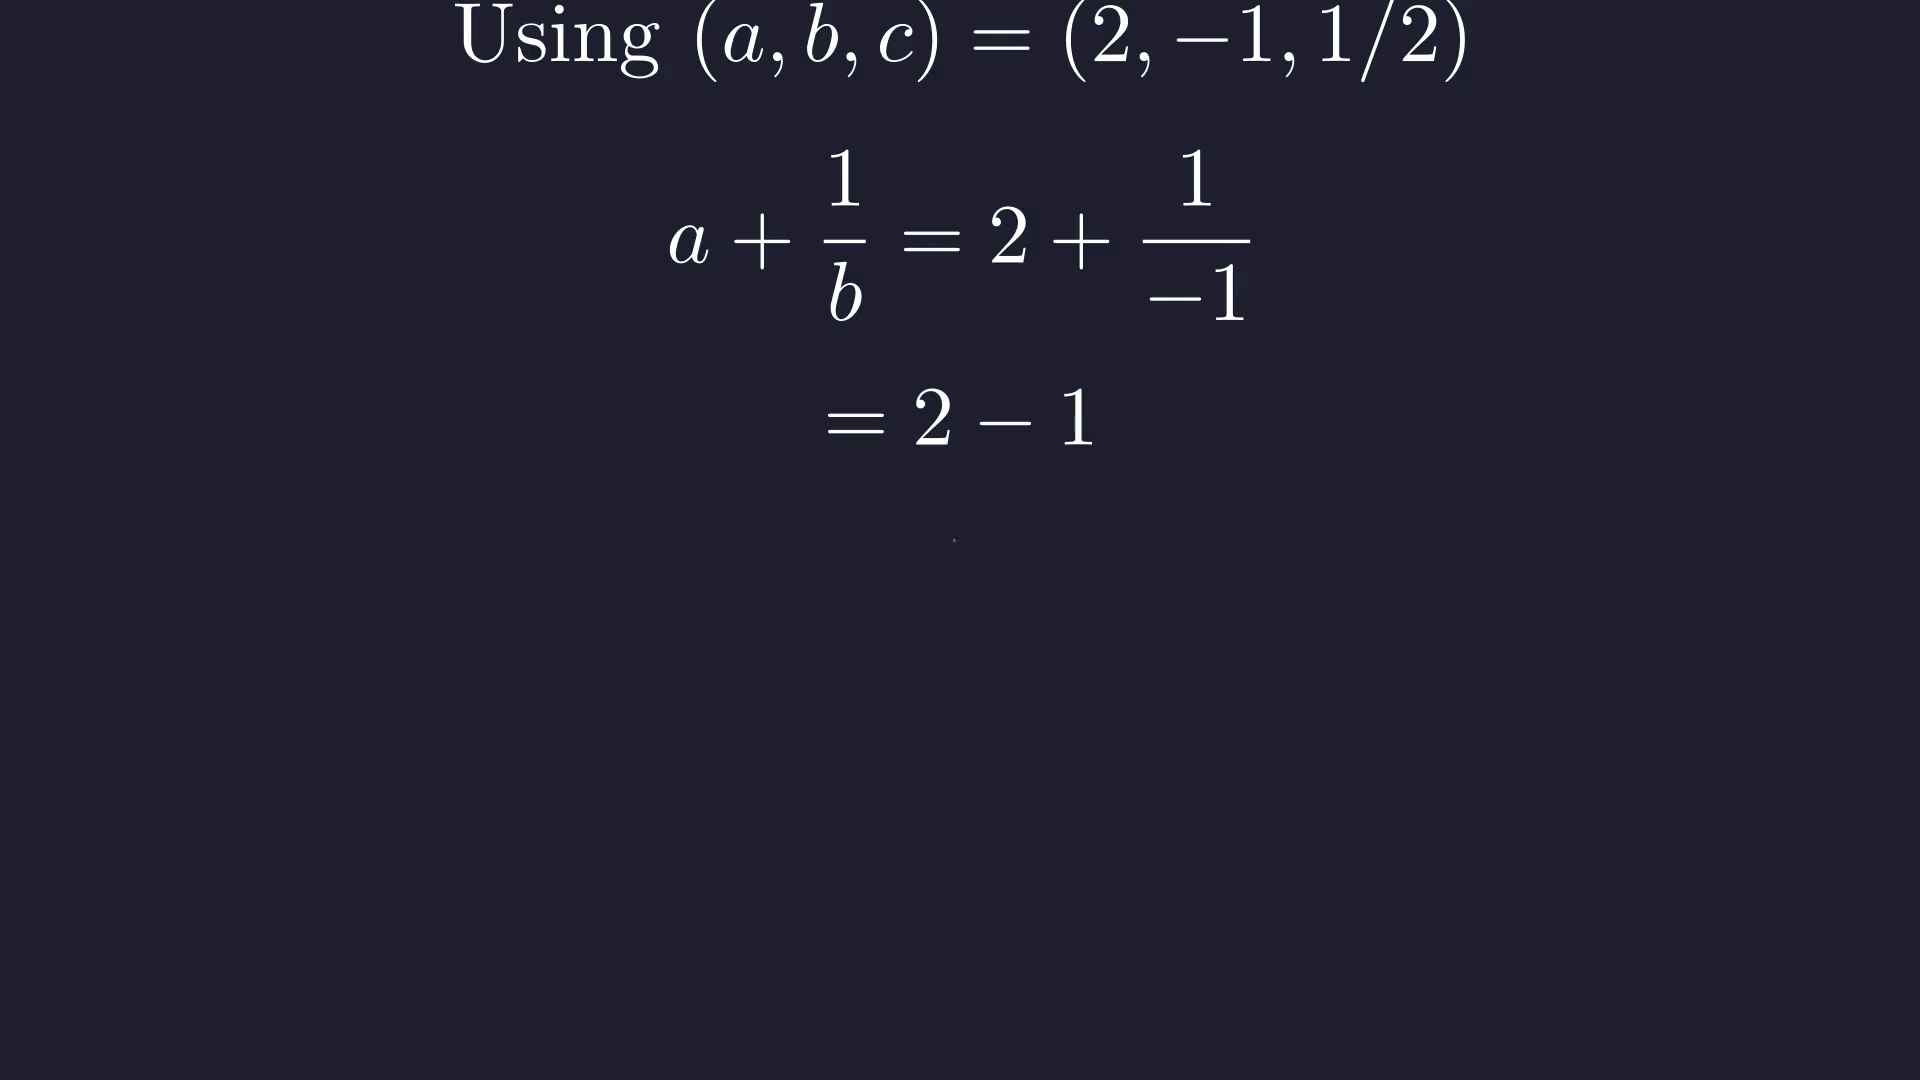 Using (a, b, c) = (2, −1, 1/2)
a + 1/b = 2 + 1/−1
= 2 − 1